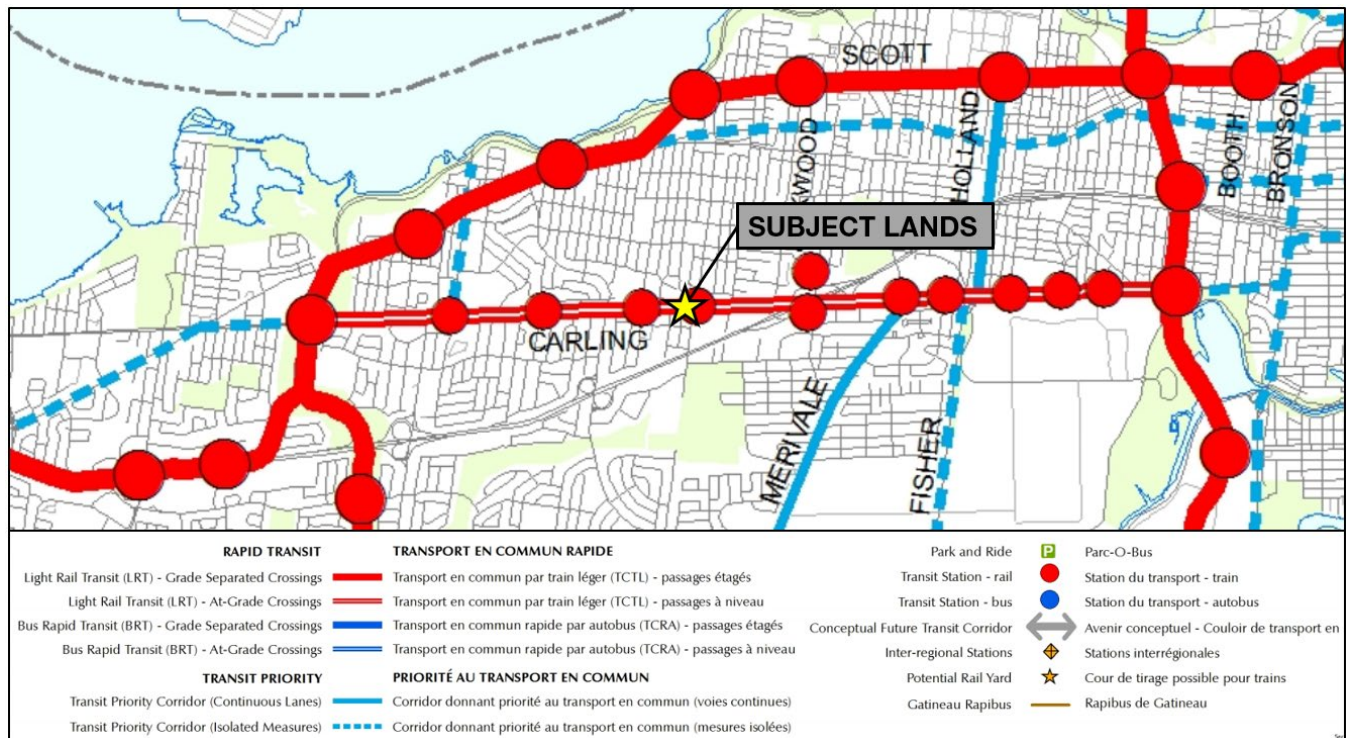 SCOTT
KWOOD
HOLLAND
BOOTH
BRONSON
SUBJECT LANDS
CARLING
MERIVALE
FISHER
RAPID TRANSIT
TRANSPORT EN COMMUN RAPIDE
Light Rail Transit (LRT) - Grade Separated Crossings
Transport en commun par train léger (TCTL) - passages étagés
Light Rail Transit (LRT) - At-Grade Crossings
Transport en commun par train léger (TCTL) - passages à niveau
Bus Rapid Transit (BRT) - Grade Separated Crossings
Transport en commun rapide par autobus (TCRA) - passages étagés
Bus Rapid Transit (BRT) - At-Grade Crossings
Transport en commun rapide par autobus (TCRA) - passages à niveau
TRANSIT PRIORITY
PRIORITÉ AU TRANSPORT EN COMMUN
Transit Priority Corridor (Continuous Lanes)
Corridor donnant priorité au transport en commun (voies continues)
Transit Priority Corridor (Isolated Measures)
Corridor donnant priorité au transport en commun (mesures isolées)
Park and Ride
P
Parc-O-Bus
Transit Station - rail
Station du transport - train
Transit Station - bus
Station du transport - autobus
Conceptual Future Transit Corridor
Avenir conceptuel - Couloir de transport en
Inter-regional Stations
Stations interrégionales
Potential Rail Yard
Cour de tirage possible pour trains
Gatineau Rapibus
Rapibus de Gatineau